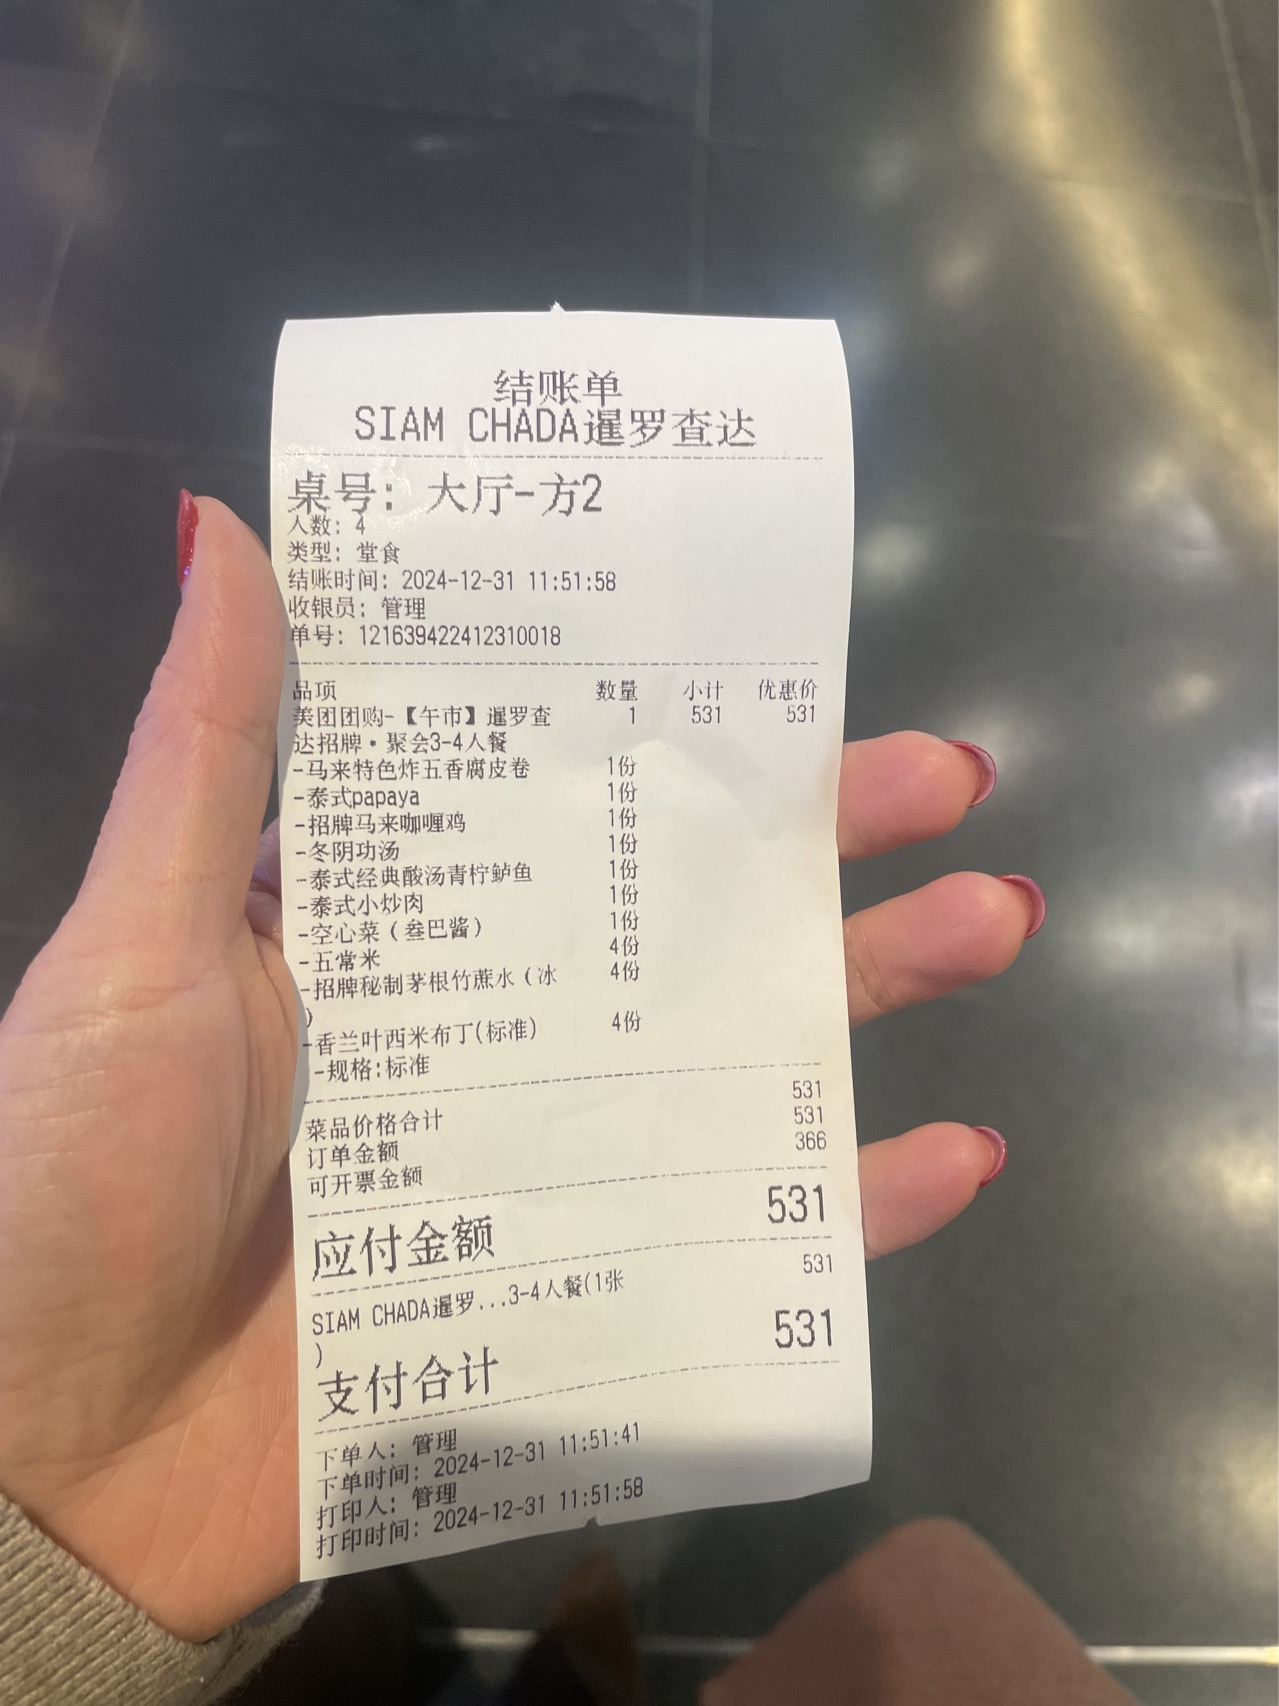 结账单
SIAM CHADA暹罗查达
桌号: 大厅-方2
人数: 4
类型: 堂食
结账时间: 2024-12-31 11:51:58
收银员: 管理
单号: 121639422412310018
品项 数量 小计 优惠价
美团团购-【午市】暹罗查 1 531 531
达招牌·聚会3-4人餐
-马来特色炸五香腐皮卷 1份
-泰式papaya 1份
-招牌马来咖喱鸡 1份
-冬阴功汤 1份
-泰式经典酸汤青柠鲈鱼 1份
-泰式小炒肉 1份
-空心菜(叁巴酱) 1份
-五常米 4份
-招牌秘制茅根竹蔗水(冰 4份
)
-香兰叶西米布丁(标准) 4份
-规格:标准
菜品价格合计 531
订单金额 531
可开票金额 366
应付金额 531
SIAM CHADA暹罗...3-4人餐(1张 531
)
支付合计 531
下单人: 管理
下单时间: 2024-12-31 11:51:41
打印人: 管理
打印时间: 2024-12-31 11:51:58